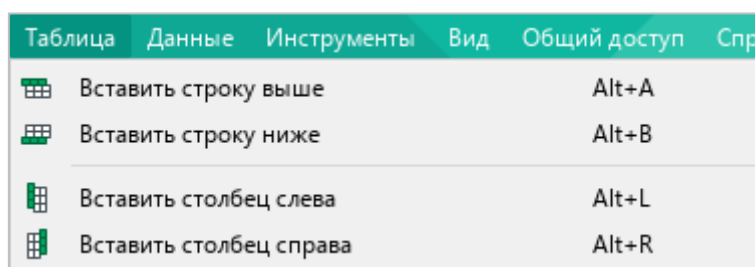 Таблица Данные Инструменты Вид Общий доступ
Вставить строку выше Alt+A
Вставить строку ниже Alt+B
Вставить столбец слева Alt+L
Вставить столбец справа Alt+R